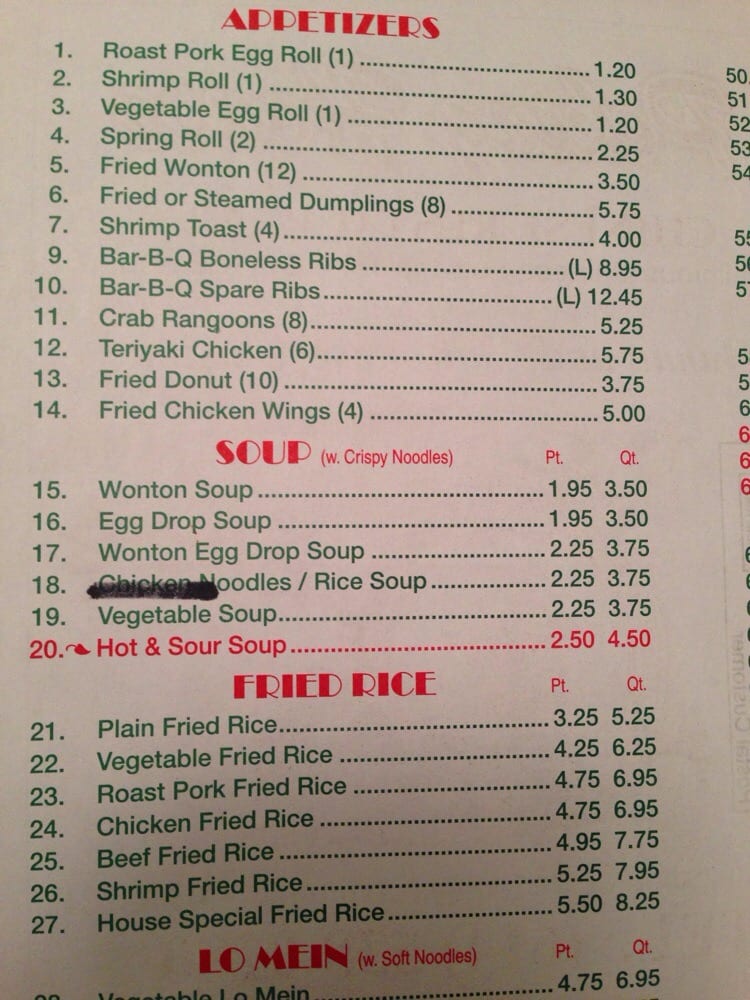 APPETIZERS
1. Roast Pork Egg Roll (1) ........ 1.20
2. Shrimp Roll (1) ........ 1.30
3. Vegetable Egg Roll (1) ........ 1.20
4. Spring Roll (2) ........ 2.25
5. Fried Wonton (12) ........ 3.50
6. Fried or Steamed Dumplings (8) ........ 5.75
7. Shrimp Toast (4) ........ 4.00
9. Bar-B-Q Boneless Ribs ........ (L) 8.95
10. Bar-B-Q Spare Ribs ........ (L) 12.45
11. Crab Rangoons (8) ........ 5.25
12. Teriyaki Chicken (6) ........ 5.75
13. Fried Donut (10) ........ 3.75
14. Fried Chicken Wings (4) ........ 5.00
SOUP (w. Crispy Noodles) Pt. Qt.
15. Wonton Soup ........ 1.95 3.50
16. Egg Drop Soup ........ 1.95 3.50
17. Wonton Egg Drop Soup ........ 2.25 3.75
18. Chicken Noodles / Rice Soup ........ 2.25 3.75
19. Vegetable Soup ........ 2.25 3.75
20. Hot & Sour Soup ........ 2.50 4.50
FRIED RICE Pt. Qt.
21. Plain Fried Rice ........ 3.25 5.25
22. Vegetable Fried Rice ........ 4.25 6.25
23. Roast Pork Fried Rice ........ 4.75 6.95
24. Chicken Fried Rice ........ 4.75 6.95
25. Beef Fried Rice ........ 4.95 7.75
26. Shrimp Fried Rice ........ 5.25 7.95
27. House Special Fried Rice ........ 5.50 8.25
LO MEIN (w. Soft Noodles) Pt. Qt.
28. Vegetable Lo Mein ........ 4.75 6.95
50.
51
52
53
54